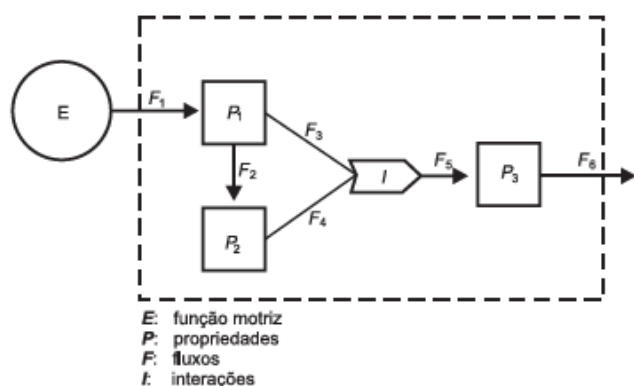 E
F₁
P₁
F₃
F₂
F₄
P₂
I
F₅
P₃
F₆
E: função motriz
P: propriedades
F: fluxos
I: interações